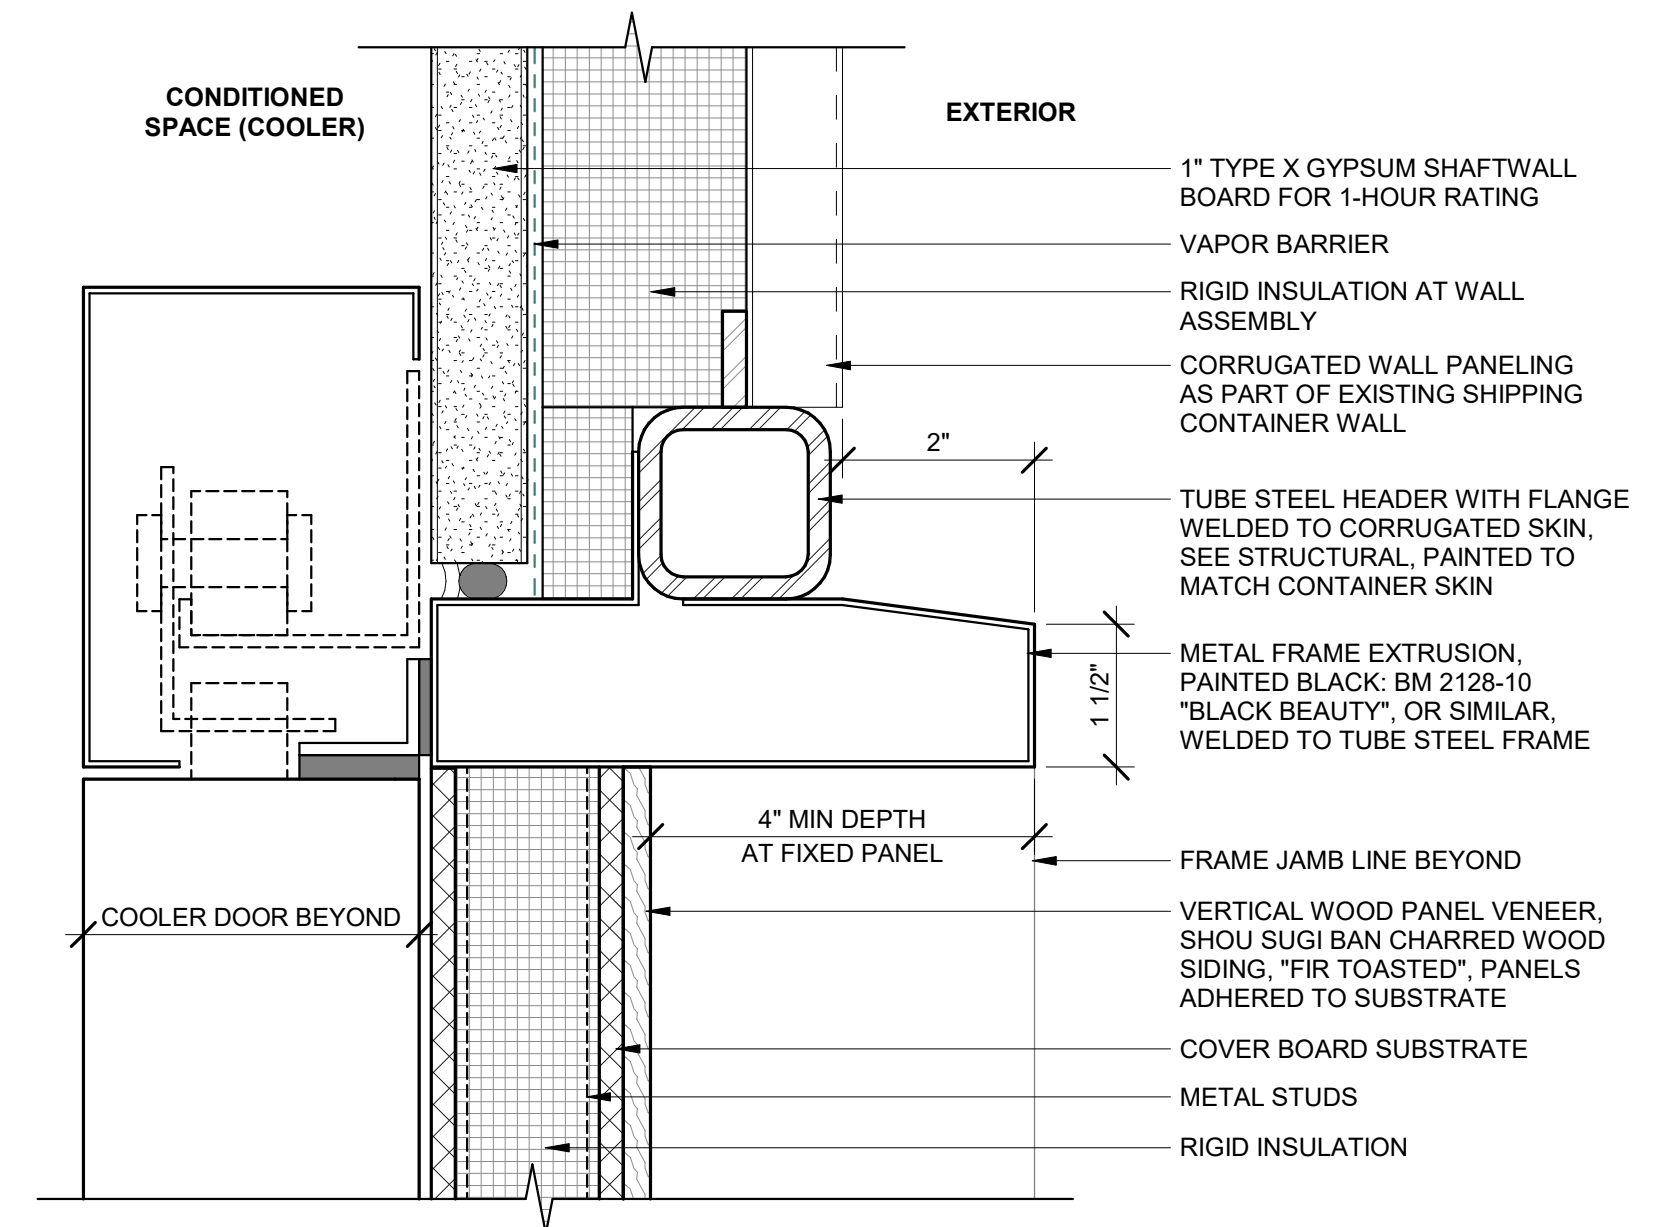 CONDITIONED
SPACE (COOLER)
EXTERIOR
1" TYPE X GYPSUM SHAFTWALL
BOARD FOR 1-HOUR RATING
VAPOR BARRIER
RIGID INSULATION AT WALL
ASSEMBLY
CORRUGATED WALL PANELING
AS PART OF EXISTING SHIPPING
CONTAINER WALL
2"
TUBE STEEL HEADER WITH FLANGE
WELDED TO CORRUGATED SKIN,
SEE STRUCTURAL, PAINTED TO
MATCH CONTAINER SKIN
METAL FRAME EXTRUSION,
PAINTED BLACK: BM 2128-10
"BLACK BEAUTY", OR SIMILAR,
WELDED TO TUBE STEEL FRAME
1 1/2"
4" MIN DEPTH
AT FIXED PANEL
FRAME JAMB LINE BEYOND
COOLER DOOR BEYOND
VERTICAL WOOD PANEL VENEER,
SHOU SUGI BAN CHARRED WOOD
SIDING, "FIR TOASTED", PANELS
ADHERED TO SUBSTRATE
COVER BOARD SUBSTRATE
METAL STUDS
RIGID INSULATION